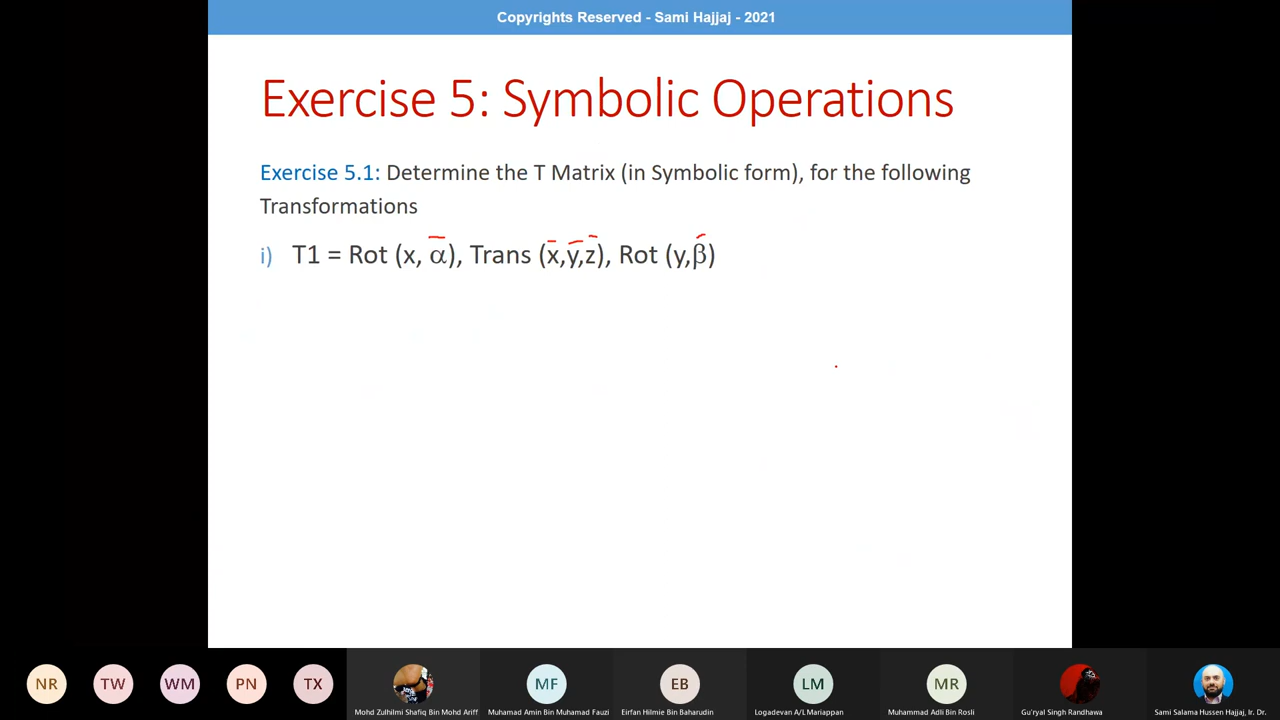 Copyrights Reserved - Sami Hajjaj - 2021
Exercise 5: Symbolic Operations
Exercise 5.1: Determine the T Matrix (in Symbolic form), for the following
Transformations
i) T1 = Rot (x, α), Trans (x,y,z), Rot (y,β)
NR TW WM PN TX MF EB LM MR
Mohd Zulhilmi Shafiq Bin Mohd Ariff Muhamad Amin Bin Muhamad Fauzi Eirfan Hilmie Bin Baharudin Logadevan A/L Mariappan Muhammad Adli Bin Rosli Gu'ryal Singh Randhawa Sami Salama Hussen Hajjaj, Ir. Dr.